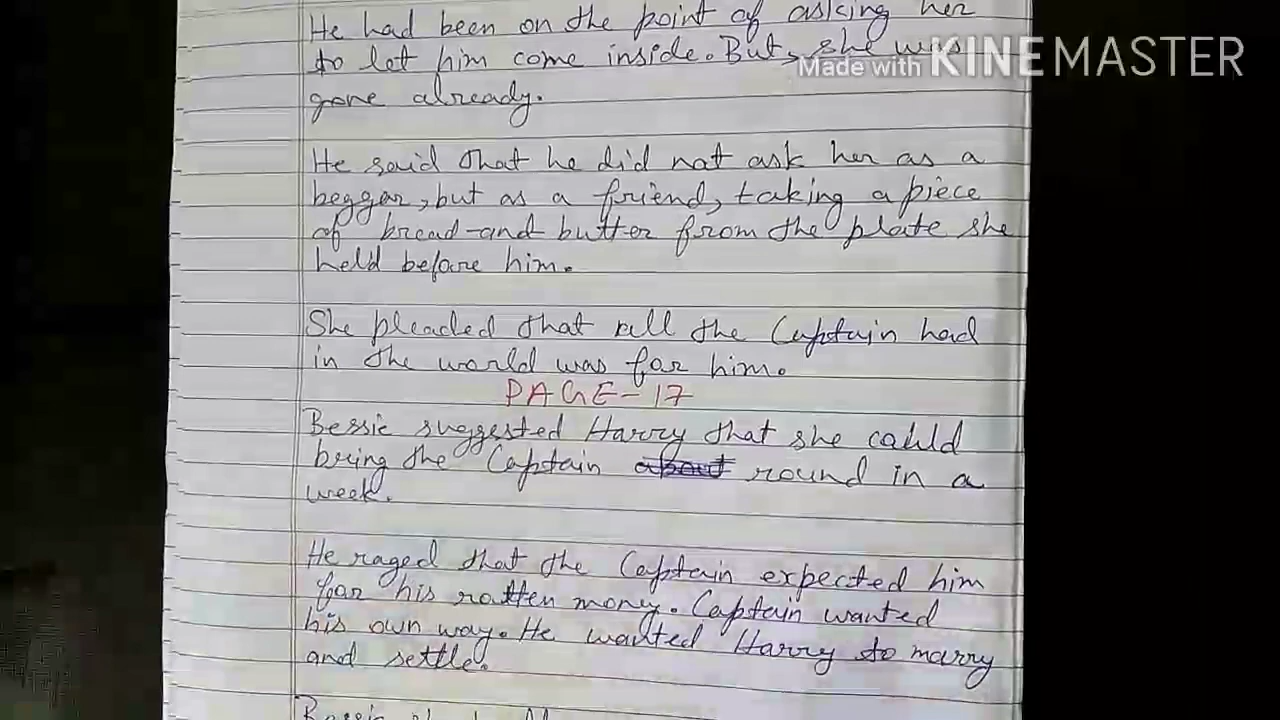 He had been on the point of asking her
to let him come inside. But, she was
gone already.
Made with KINEMASTER
He said that he did not ask her as a
beggar, but as a friend, taking a piece
of bread-and butter from the plate she
held before him.
She pleaded that all the Captain had
in the world was for him.
PAGE-17
Bessie suggested Harry that she could
bring the Captain about round in a
week.
He raged that the Captain expected him
for his rotten mony. Captain wanted
his own way. He wanted Harry to marry
and settle.